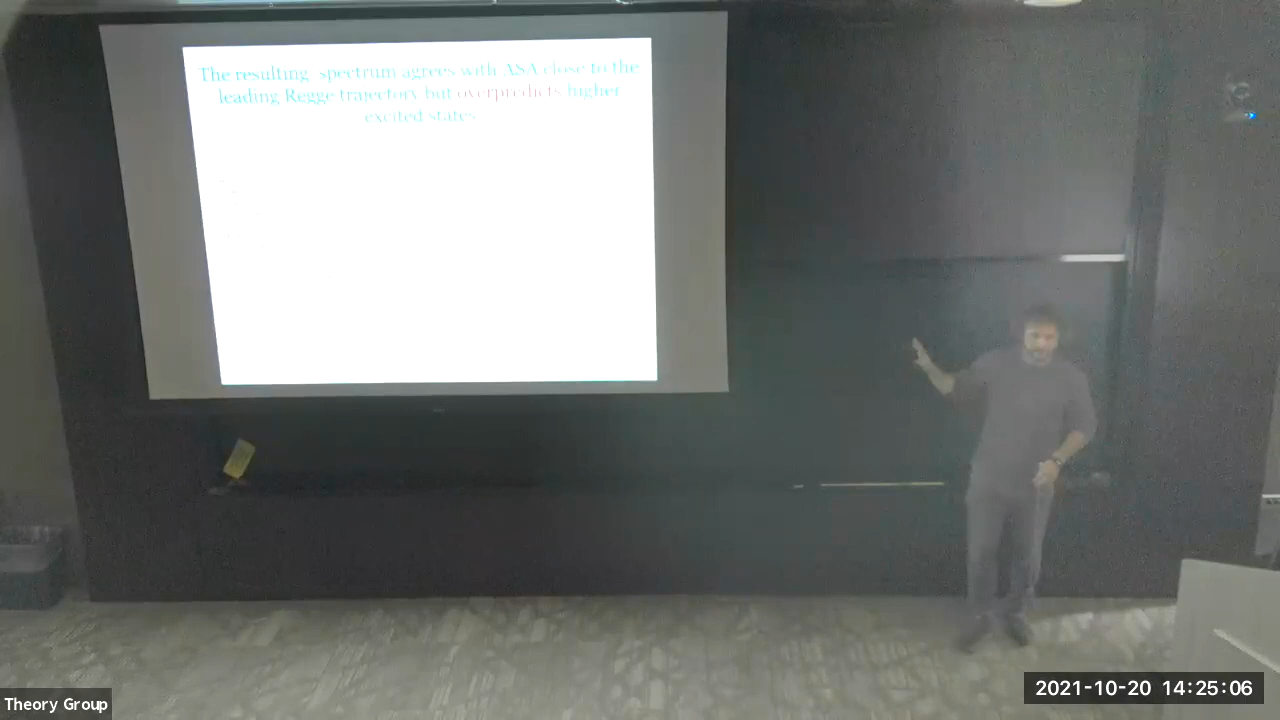 The resulting spectrum agrees with ASA close to the
leading Regge trajectory but overpredicts higher
excited states
Theory Group
2021-10-20 14:25:06